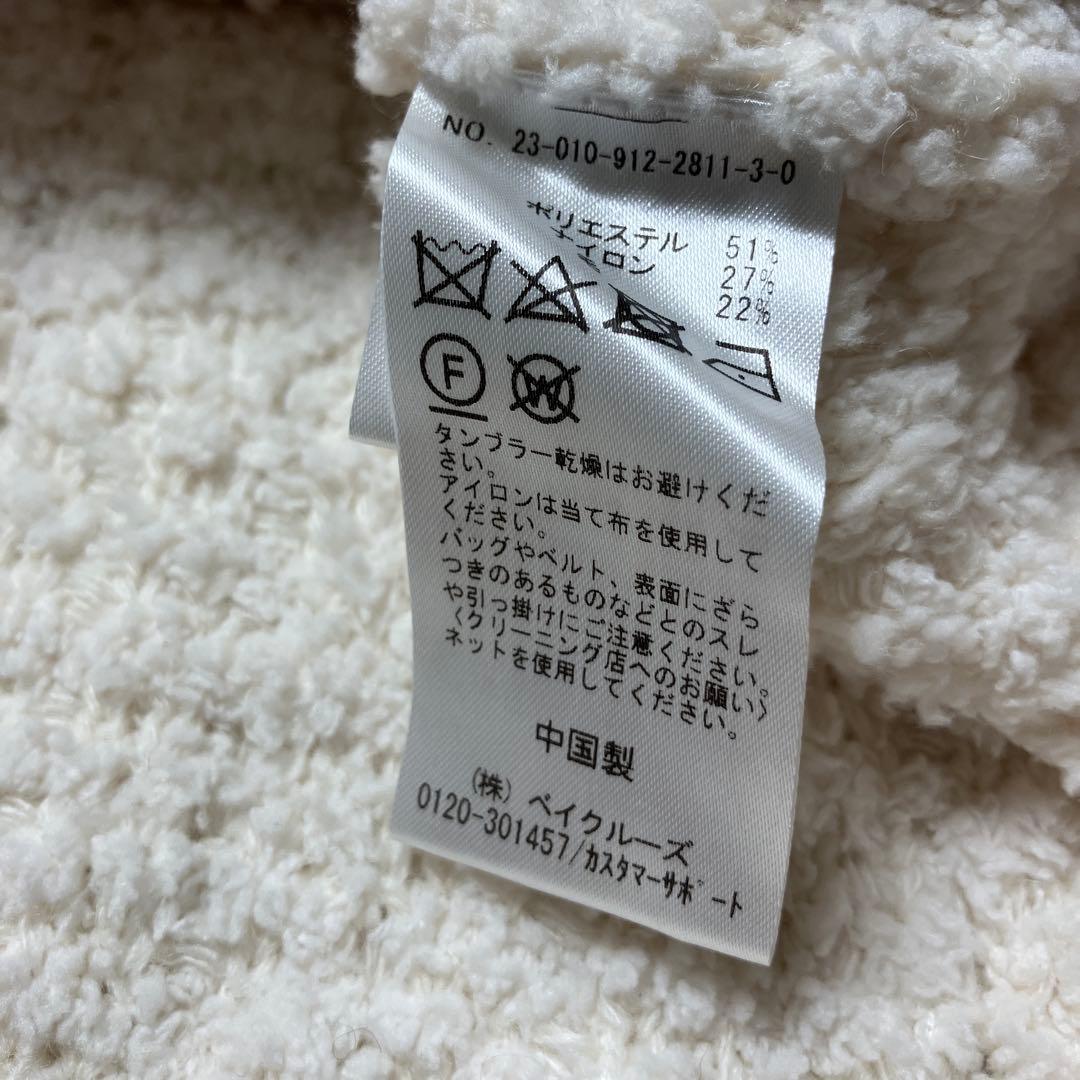 NO. 23-010-912-2811-3-0
ポリエステル 51%
ナイロン 27%
22%
F
W
タンブラー乾燥はお避けくだ
さい。
アイロンは当て布を使用して
ください。
バッグやベルト、表面にざら
つきのあるものなどとのスレ
や引っ掛けにご注意ください。
〈クリーニング店へのお願い〉
ネットを使用してください。
中国製
(株) ベイクルーズ
0120-301457/カスタマーサポート